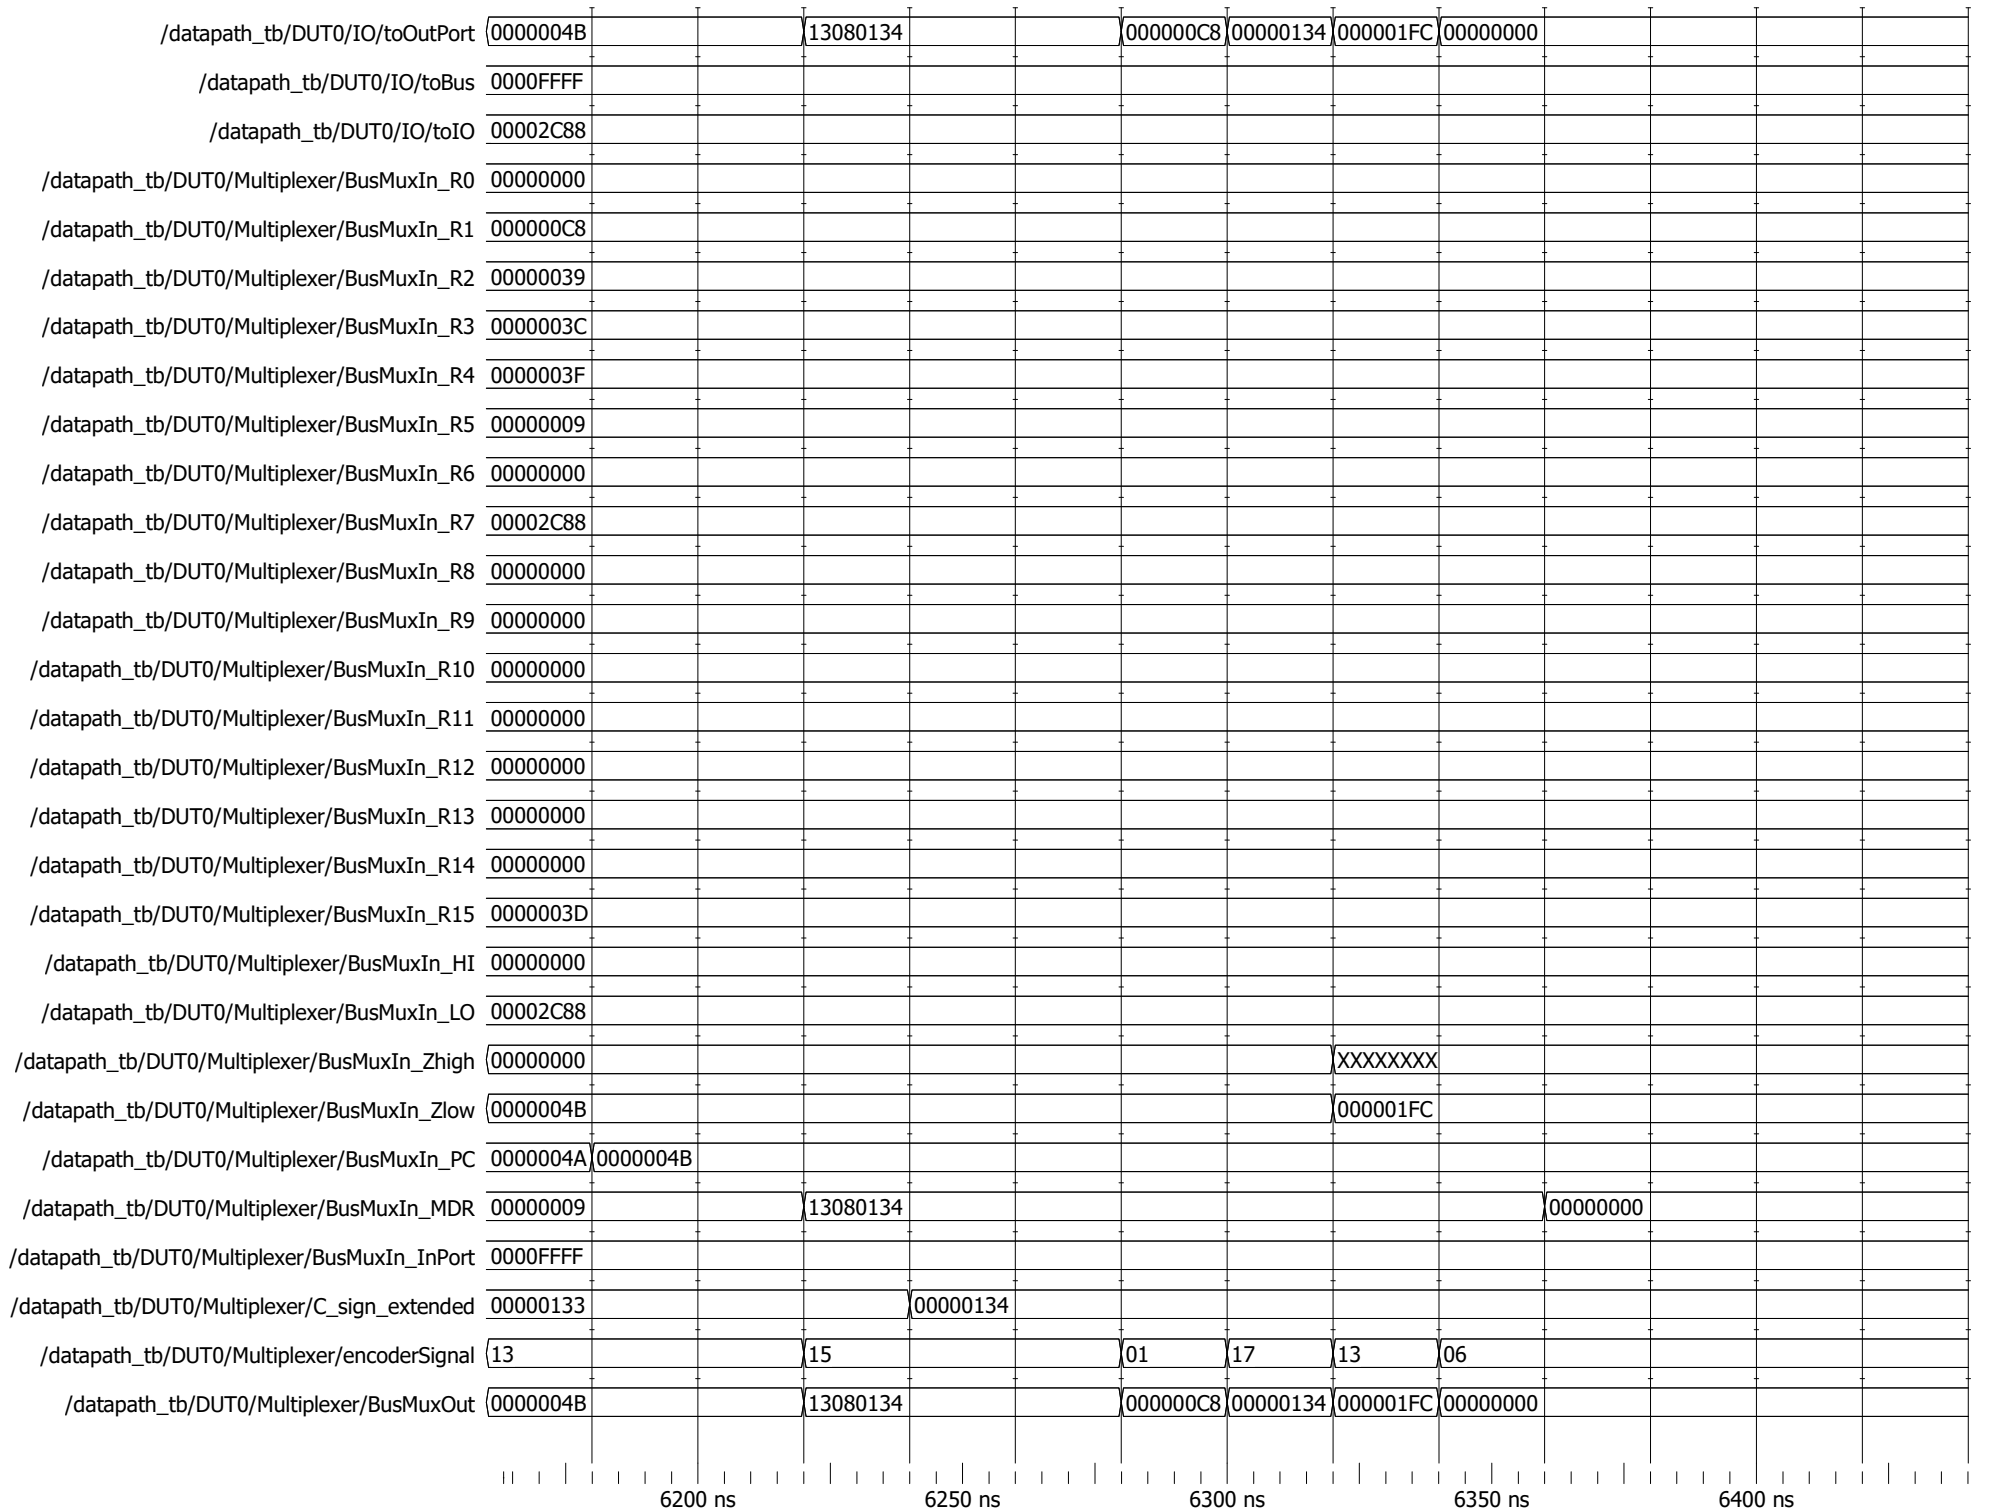 /datapath_tb/DUT0/IO/toOutPort 0000004B 13080134 000000C8 00000134 000001FC 00000000
/datapath_tb/DUT0/IO/toBus 0000FFFF
/datapath_tb/DUT0/IO/toIO 00002C88
/datapath_tb/DUT0/Multiplexer/BusMuxIn_R0 00000000
/datapath_tb/DUT0/Multiplexer/BusMuxIn_R1 000000C8
/datapath_tb/DUT0/Multiplexer/BusMuxIn_R2 00000039
/datapath_tb/DUT0/Multiplexer/BusMuxIn_R3 0000003C
/datapath_tb/DUT0/Multiplexer/BusMuxIn_R4 0000003F
/datapath_tb/DUT0/Multiplexer/BusMuxIn_R5 00000009
/datapath_tb/DUT0/Multiplexer/BusMuxIn_R6 00000000
/datapath_tb/DUT0/Multiplexer/BusMuxIn_R7 00002C88
/datapath_tb/DUT0/Multiplexer/BusMuxIn_R8 00000000
/datapath_tb/DUT0/Multiplexer/BusMuxIn_R9 00000000
/datapath_tb/DUT0/Multiplexer/BusMuxIn_R10 00000000
/datapath_tb/DUT0/Multiplexer/BusMuxIn_R11 00000000
/datapath_tb/DUT0/Multiplexer/BusMuxIn_R12 00000000
/datapath_tb/DUT0/Multiplexer/BusMuxIn_R13 00000000
/datapath_tb/DUT0/Multiplexer/BusMuxIn_R14 00000000
/datapath_tb/DUT0/Multiplexer/BusMuxIn_R15 0000003D
/datapath_tb/DUT0/Multiplexer/BusMuxIn_HI 00000000
/datapath_tb/DUT0/Multiplexer/BusMuxIn_LO 00002C88
/datapath_tb/DUT0/Multiplexer/BusMuxIn_Zhigh 00000000 XXXXXXXX
/datapath_tb/DUT0/Multiplexer/BusMuxIn_Zlow 0000004B 000001FC
/datapath_tb/DUT0/Multiplexer/BusMuxIn_PC 0000004A 0000004B
/datapath_tb/DUT0/Multiplexer/BusMuxIn_MDR 00000009 13080134 00000000
/datapath_tb/DUT0/Multiplexer/BusMuxIn_InPort 0000FFFF
/datapath_tb/DUT0/Multiplexer/C_sign_extended 00000133 00000134
/datapath_tb/DUT0/Multiplexer/encoderSignal 13 15 01 17 13 06
/datapath_tb/DUT0/Multiplexer/BusMuxOut 0000004B 13080134 000000C8 00000134 000001FC 00000000
6200 ns 6250 ns 6300 ns 6350 ns 6400 ns